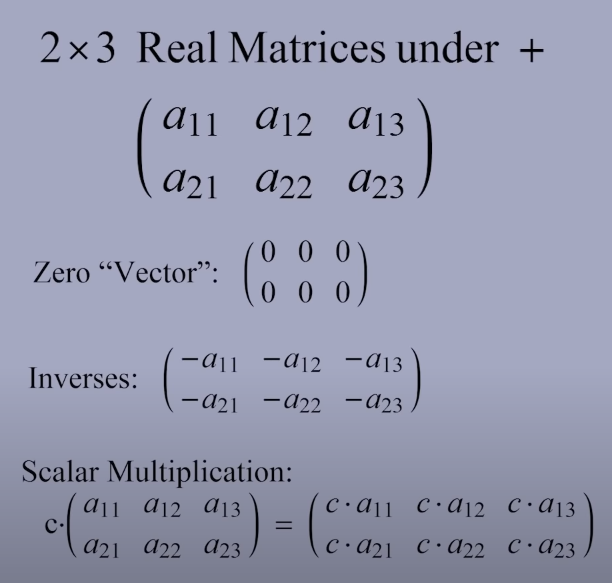 2×3 Real Matrices under +
( a₁₁ a₁₂ a₁₃
a₂₁ a₂₂ a₂₃ )
Zero “Vector”: ( 0 0 0
0 0 0 )
Inverses: ( −a₁₁ −a₁₂ −a₁₃
−a₂₁ −a₂₂ −a₂₃ )
Scalar Multiplication:
c·( a₁₁ a₁₂ a₁₃ = ( c·a₁₁ c·a₁₂ c·a₁₃
a₂₁ a₂₂ a₂₃ ) c·a₂₁ c·a₂₂ c·a₂₃ )